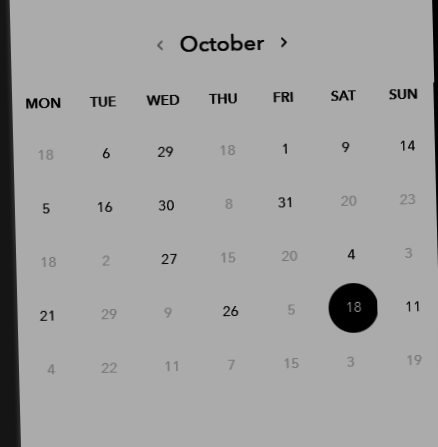 ‹ October ›
MON TUE WED THU FRI SAT SUN
18 6 29 18 1 9 14
5 16 30 8 31 20 23
18 2 27 15 20 4 3
21 29 9 26 5 18 11
4 22 11 7 15 3 19